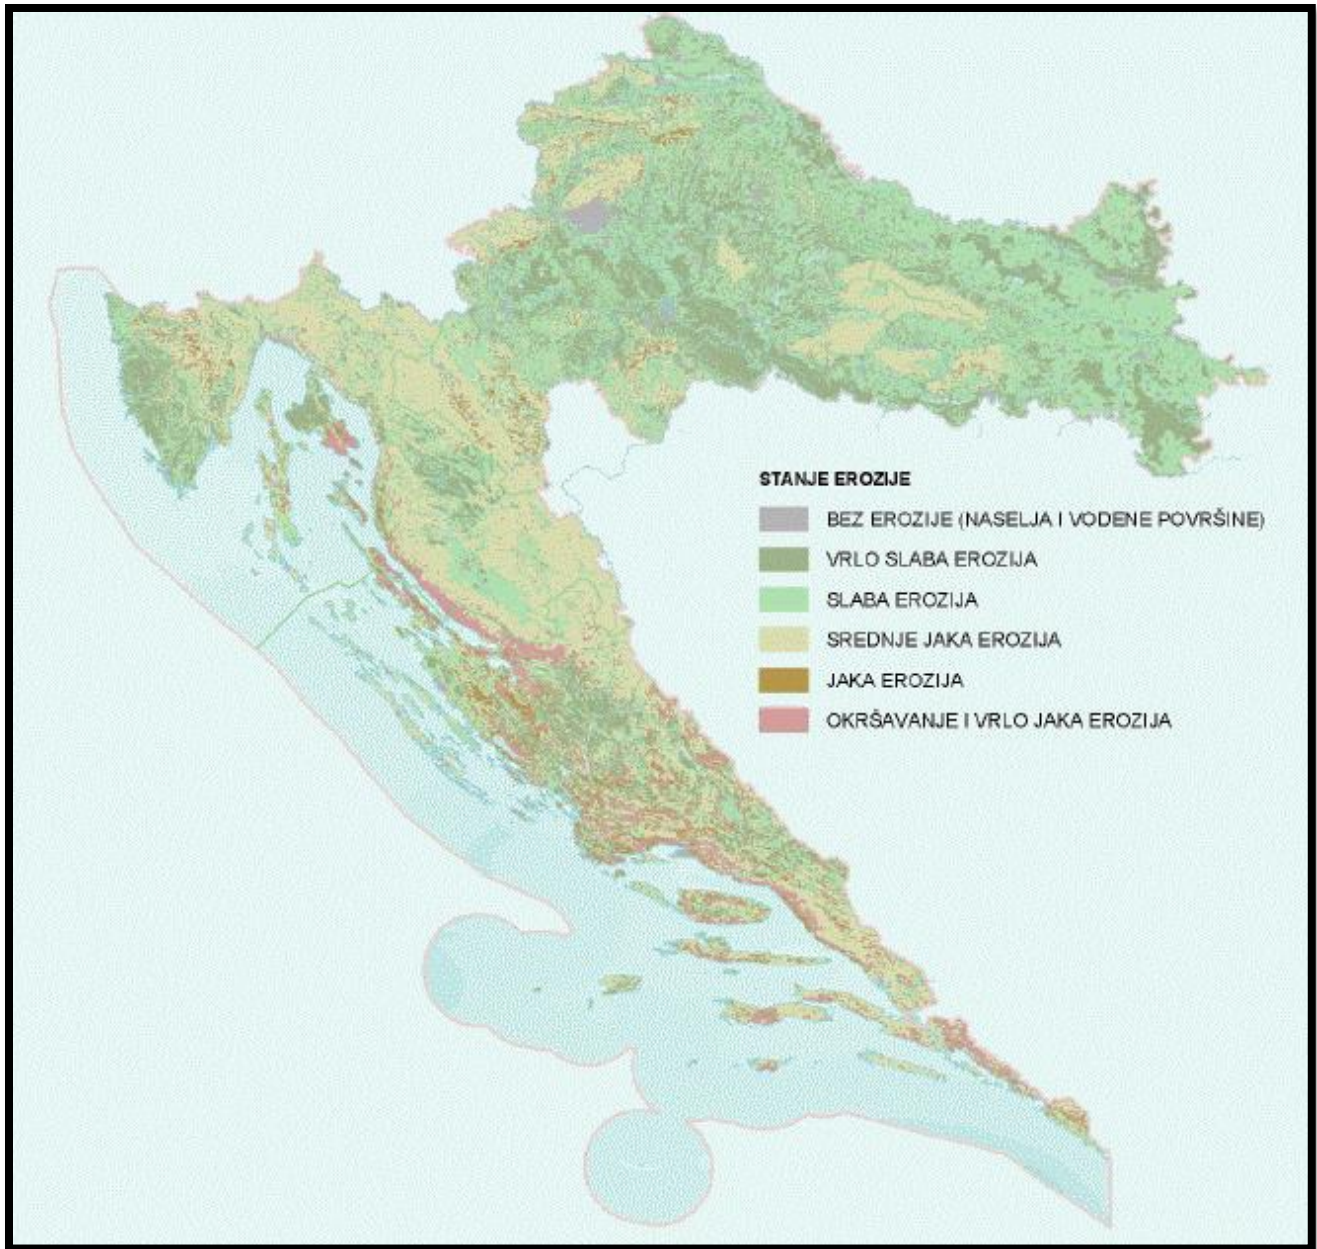 STANJE EROZIJE
BEZ EROZIJE (NASELJA I VODENE POVRŠINE)
VRLO SLABA EROZIJA
SLABA EROZIJA
SREDNJE JAKA EROZIJA
JAKA EROZIJA
OKRŠAVANJE I VRLO JAKA EROZIJA